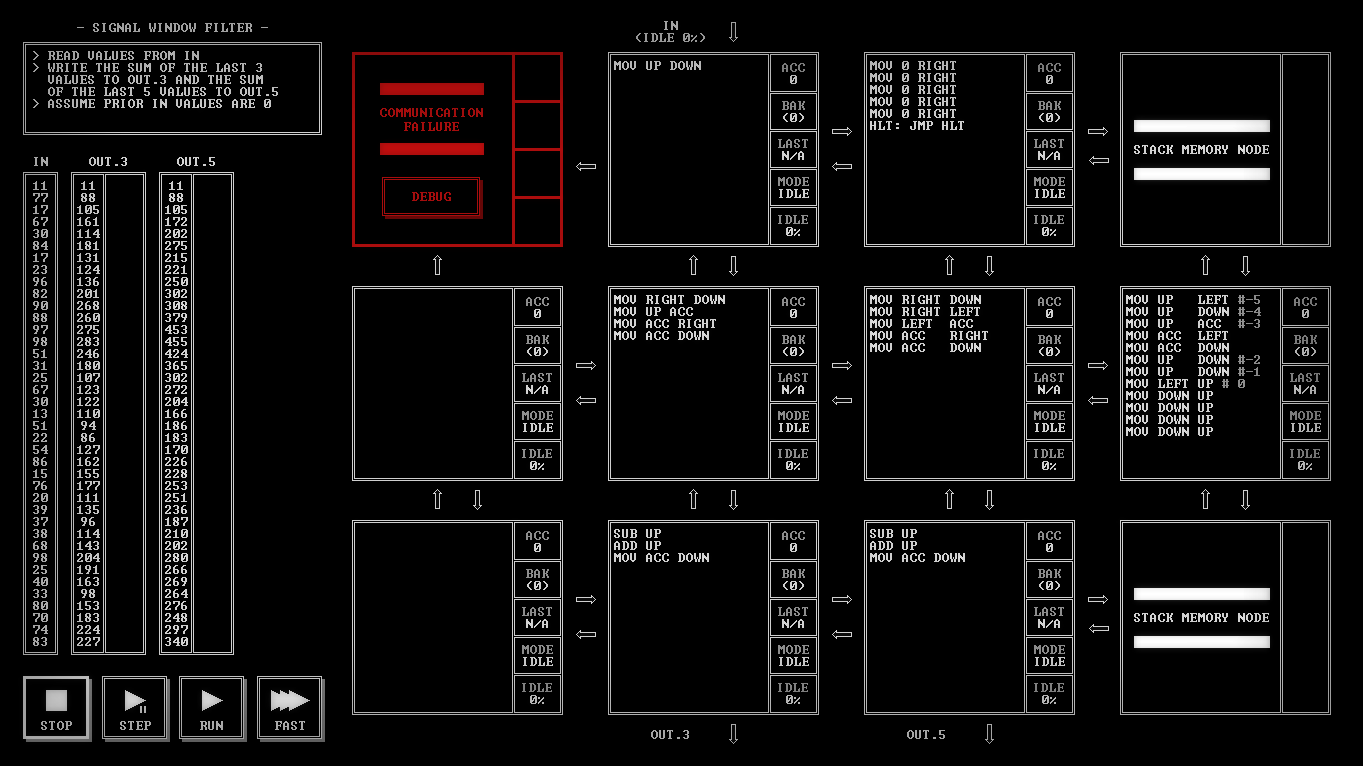 - SIGNAL WINDOW FILTER -
> READ VALUES FROM IN
> WRITE THE SUM OF THE LAST 3
VALUES TO OUT.3 AND THE SUM
OF THE LAST 5 VALUES TO OUT.5
> ASSUME PRIOR IN VALUES ARE 0
IN OUT.3 OUT.5
11 11 11
77 88 88
17 105 105
67 161 172
30 114 202
84 181 275
17 131 215
23 124 221
96 136 250
82 201 302
90 268 308
88 260 379
97 275 453
98 283 455
51 246 424
31 180 365
25 107 302
67 123 272
30 122 204
13 110 166
51 94 186
22 86 183
54 127 170
86 162 226
15 155 228
76 177 253
20 111 251
39 135 236
37 96 187
38 114 210
68 143 202
98 204 280
25 191 266
40 163 269
33 98 264
80 153 276
70 183 248
74 224 297
83 227 340
STOP
STEP
RUN
FAST
IN
(IDLE 0%)
COMMUNICATION
FAILURE
DEBUG
MOV UP DOWN
ACC
0
BAK
(0)
LAST
N/A
MODE
IDLE
IDLE
0%
MOV 0 RIGHT
MOV 0 RIGHT
MOV 0 RIGHT
MOV 0 RIGHT
MOV 0 RIGHT
HLT: JMP HLT
ACC
0
BAK
(0)
LAST
N/A
MODE
IDLE
IDLE
0%
STACK MEMORY NODE
ACC
0
BAK
(0)
LAST
N/A
MODE
IDLE
IDLE
0%
MOV RIGHT DOWN
MOV UP ACC
MOV ACC RIGHT
MOV ACC DOWN
ACC
0
BAK
(0)
LAST
N/A
MODE
IDLE
IDLE
0%
MOV RIGHT DOWN
MOV RIGHT LEFT
MOV LEFT  ACC
MOV ACC   RIGHT
MOV ACC   DOWN
ACC
0
BAK
(0)
LAST
N/A
MODE
IDLE
IDLE
0%
MOV UP   LEFT #-5
MOV UP   DOWN #-4
MOV UP   ACC  #-3
MOV ACC  LEFT
MOV ACC  DOWN
MOV UP   DOWN #-2
MOV UP   DOWN #-1
MOV LEFT UP # 0
MOV DOWN UP
MOV DOWN UP
MOV DOWN UP
MOV DOWN UP
ACC
0
BAK
(0)
LAST
N/A
MODE
IDLE
IDLE
0%
ACC
0
BAK
(0)
LAST
N/A
MODE
IDLE
IDLE
0%
SUB UP
ADD UP
MOV ACC DOWN
ACC
0
BAK
(0)
LAST
N/A
MODE
IDLE
IDLE
0%
SUB UP
ADD UP
MOV ACC DOWN
ACC
0
BAK
(0)
LAST
N/A
MODE
IDLE
IDLE
0%
STACK MEMORY NODE
OUT.3
OUT.5